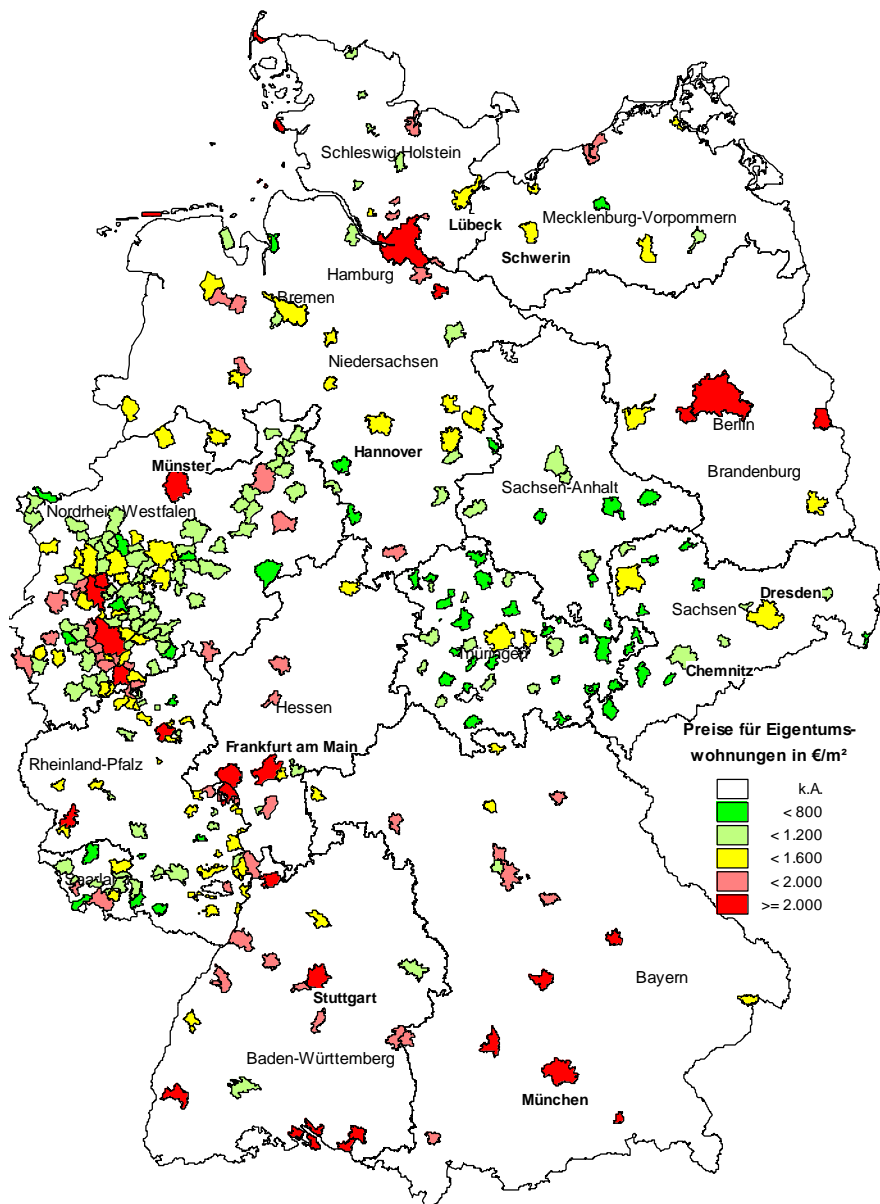 Schleswig-Holstein
Mecklenburg-Vorpommern
Lübeck
Schwerin
Hamburg
Bremen
Niedersachsen
Berlin
Hannover
Münster
Brandenburg
Sachsen-Anhalt
Nordrhein-Westfalen
Dresden
Sachsen
Thüringen
Chemnitz
Hessen
Preise für Eigentums-
wohnungen in €/m²
Frankfurt am Main
Rheinland-Pfalz
k.A.
< 800
< 1.200
< 1.600
< 2.000
>= 2.000
Bayern
Stuttgart
Baden-Württemberg
München